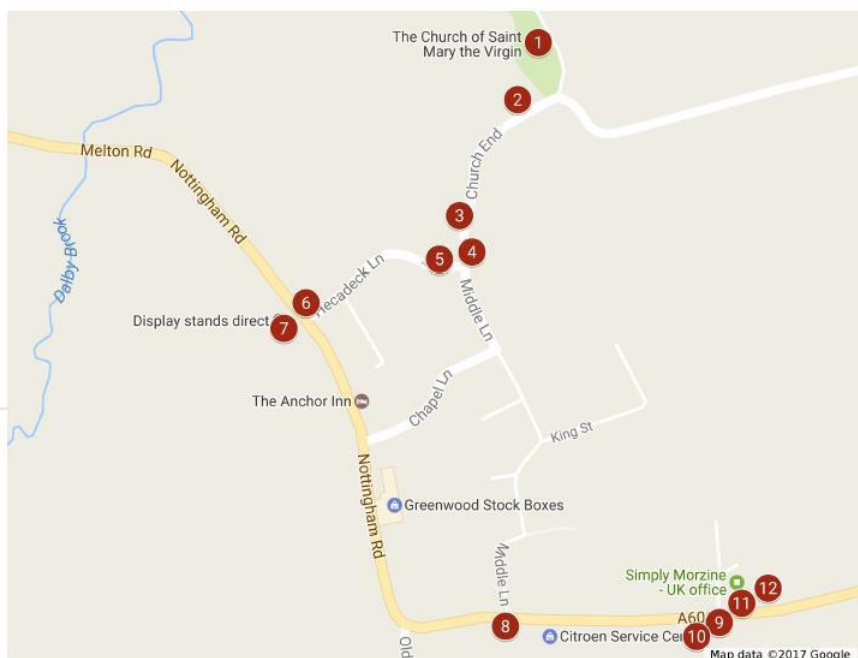 The Church of Saint
Mary the Virgin
1
2
Church End
Melton Rd
Nottingham Rd
Dalby Brook
3
4
5
Hecadeck Ln
Middle Ln
6
Display stands direct
7
The Anchor Inn
Chapel Ln
King St
Nottingham Rd
Greenwood Stock Boxes
Middle Ln
Simply Morzine
- UK office
12
11
A60
9
8
Citroen Service Cen
10
Old
Map data ©2017 Google